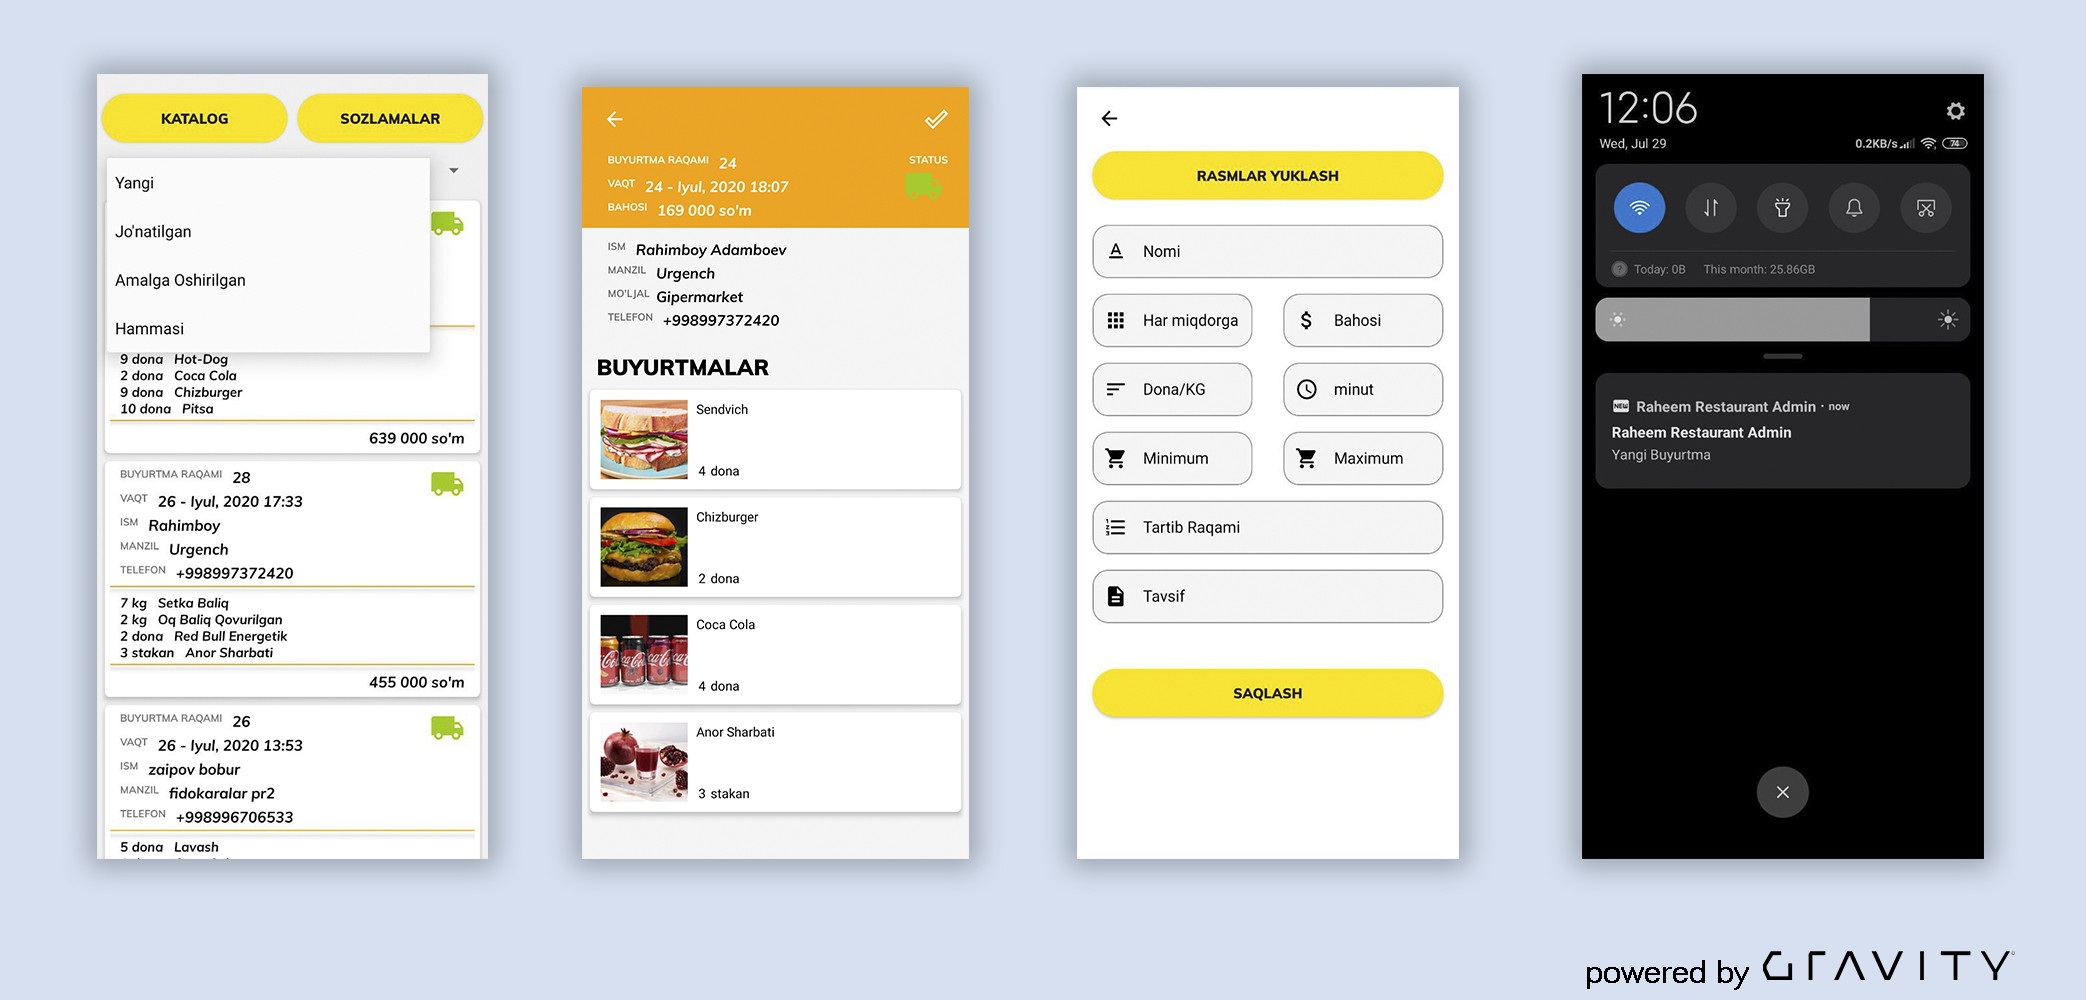 KATALOG
SOZLAMALAR
Yangi
Jo'natilgan
Amalga Oshirilgan
Hammasi
9 dona Hot-Dog
2 dona Coca Cola
9 dona Chizburger
10 dona Pitsa
639 000 so'm
BUYURTMA RAQAMI 28
VAQT 26 - Iyul, 2020 17:33
ISM Rahimboy
MANZIL Urgench
TELEFON +998997372420
7 kg Setka Baliq
2 kg Oq Baliq Qovurilgan
2 dona Red Bull Energetik
3 stakan Anor Sharbati
455 000 so'm
BUYURTMA RAQAMI 26
VAQT 26 - Iyul, 2020 13:53
ISM zaipov bobur
MANZIL fidokaralar pr2
TELEFON +998996706533
5 dona Lavash
BUYURTMA RAQAMI 24
STATUS
VAQT 24 - Iyul, 2020 18:07
BAHOSI 169 000 so'm
ISM Rahimboy Adamboev
MANZIL Urgench
MO'LJAL Gipermarket
TELEFON +998997372420
BUYURTMALAR
Sendvich
4 dona
Chizburger
2 dona
Coca Cola
4 dona
Anor Sharbati
3 stakan
RASMLAR YUKLASH
Nomi
Har miqdorga
Bahosi
Dona/KG
minut
Minimum
Maximum
Tartib Raqami
Tavsif
SAQLASH
12:06
Wed, Jul 29
0.2KB/s
74
Today: 0B This month: 25.86GB
NEW Raheem Restaurant Admin · now
Raheem Restaurant Admin
Yangi Buyurtma
powered by GRAVITY